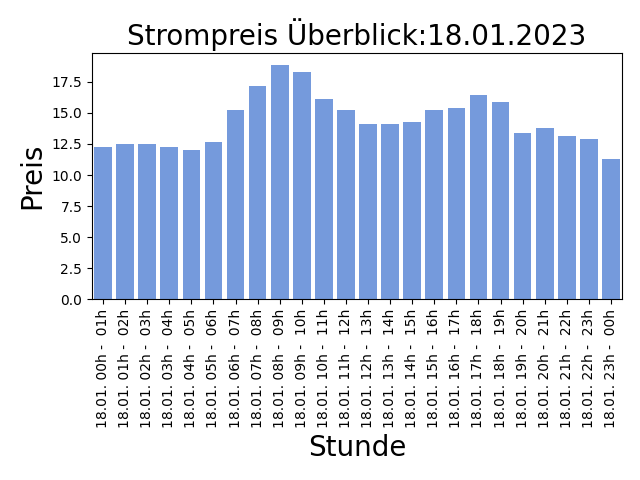 Strompreis Überblick:18.01.2023
Preis
17.5
15.0
12.5
10.0
7.5
5.0
2.5
0.0
18.01. 00h - 01h
18.01. 01h - 02h
18.01. 02h - 03h
18.01. 03h - 04h
18.01. 04h - 05h
18.01. 05h - 06h
18.01. 06h - 07h
18.01. 07h - 08h
18.01. 08h - 09h
18.01. 09h - 10h
18.01. 10h - 11h
18.01. 11h - 12h
18.01. 12h - 13h
18.01. 13h - 14h
18.01. 14h - 15h
18.01. 15h - 16h
18.01. 16h - 17h
18.01. 17h - 18h
18.01. 18h - 19h
18.01. 19h - 20h
18.01. 20h - 21h
18.01. 21h - 22h
18.01. 22h - 23h
18.01. 23h - 00h
Stunde